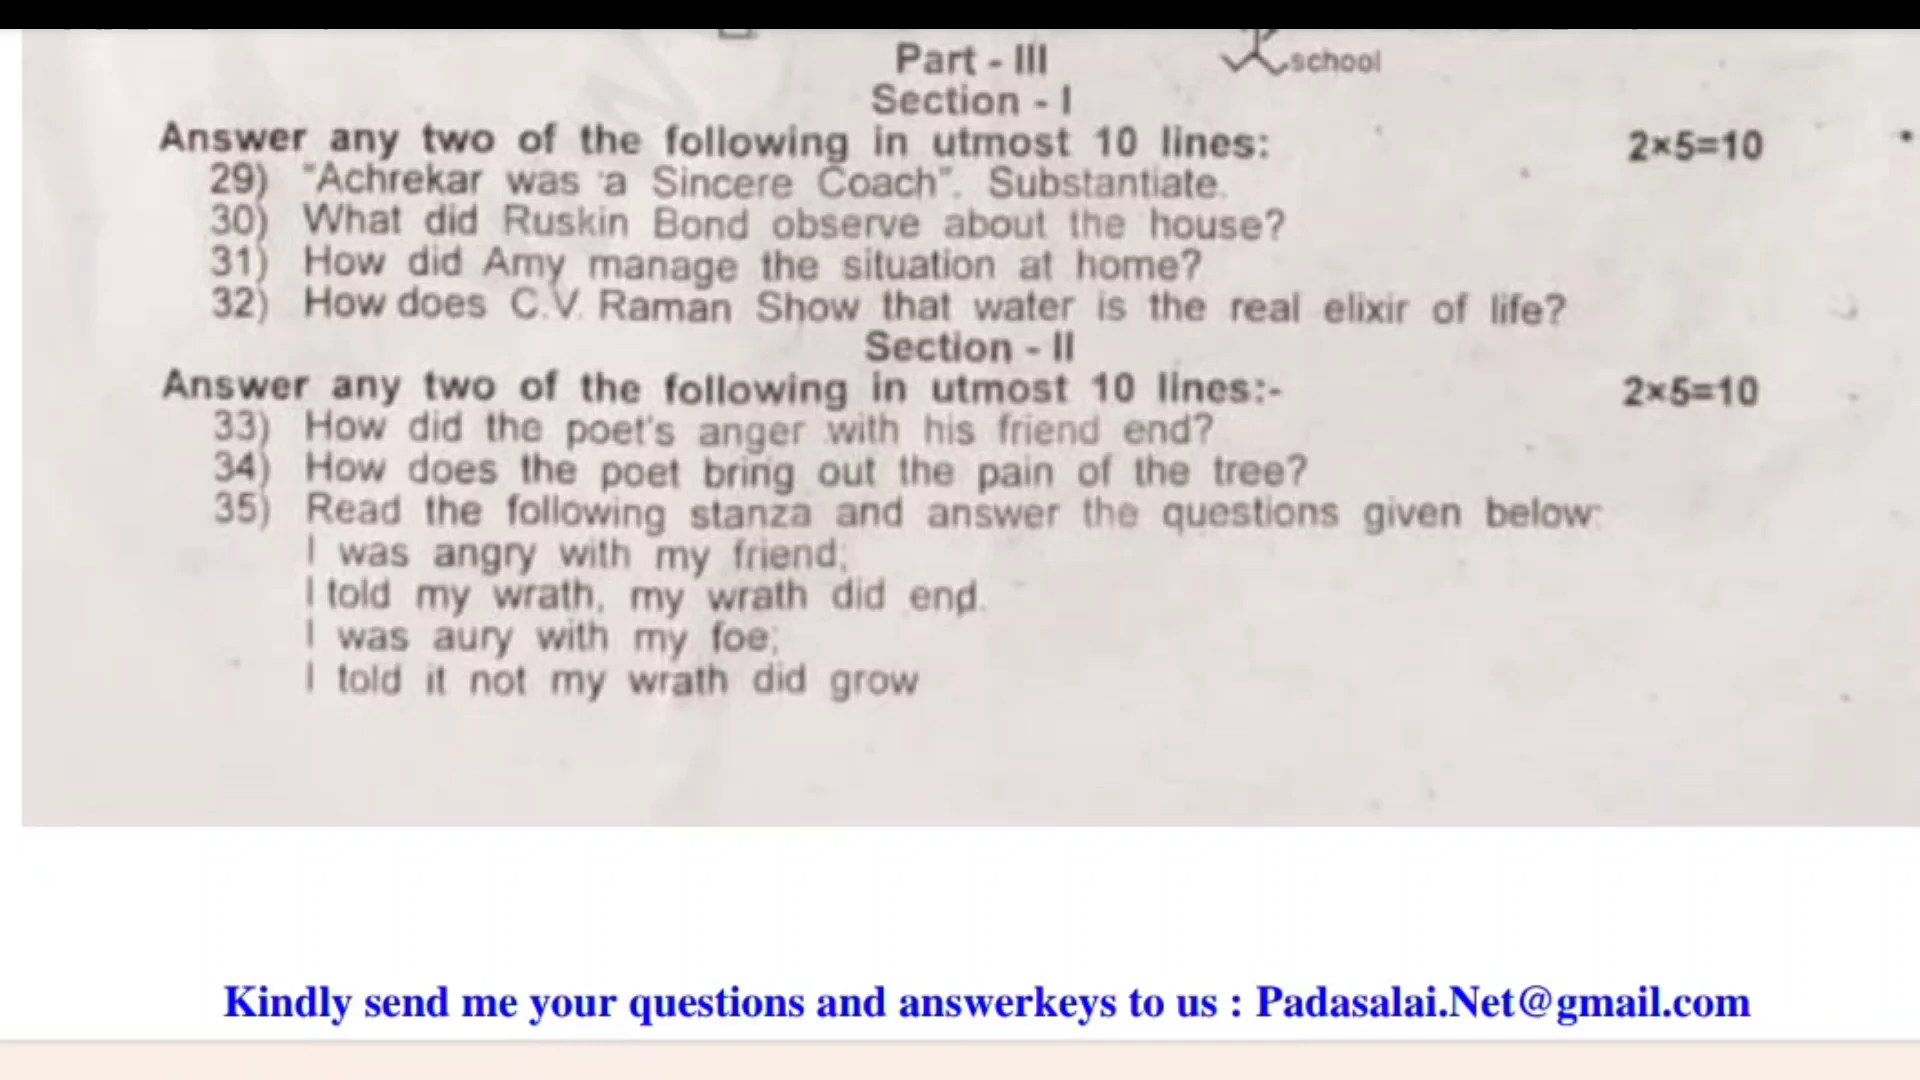 Part - III
school
Section - I
Answer any two of the following in utmost 10 lines: 2×5=10
29) "Achrekar was a Sincere Coach". Substantiate.
30) What did Ruskin Bond observe about the house?
31) How did Amy manage the situation at home?
32) How does C.V. Raman Show that water is the real elixir of life?
Section - II
Answer any two of the following in utmost 10 lines:- 2×5=10
33) How did the poet's anger with his friend end?
34) How does the poet bring out the pain of the tree?
35) Read the following stanza and answer the questions given below:
I was angry with my friend;
I told my wrath, my wrath did end.
I was aury with my foe;
I told it not my wrath did grow
Kindly send me your questions and answerkeys to us : Padasalai.Net@gmail.com